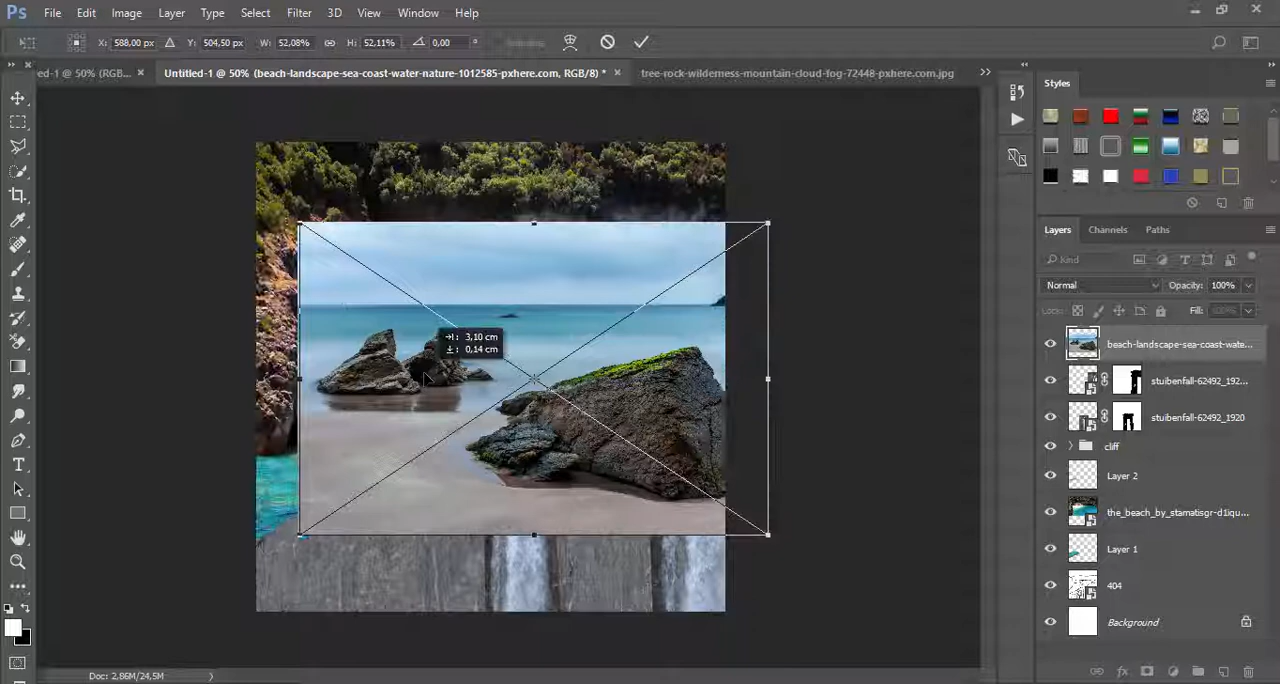 Ps File Edit Image Layer Type Select Filter 3D View Window Help
X: 588,00 px Y: 504,50 px W: 52,08% H: 52,11% 0,00 °
ed-1 @ 50% (RGB... × Untitled-1 @ 50% (beach-landscape-sea-coast-water-nature-1012585-pxhere.com, RGB/8) * × tree-rock-wilderness-mountain-cloud-fog-72448-pxhere.com.jpg
Styles
Layers Channels Paths
Kind
Normal Opacity: 100%
Lock: Fill: 100%
beach-landscape-sea-coast-wate...
stuibenfall-62492_192...
stuibenfall-62492_1920
cliff
Layer 2
the_beach_by_stamatisgr-d1iqu...
Layer 1
404
Background
3,10 cm
0,14 cm
Doc: 2,86M/24,5M